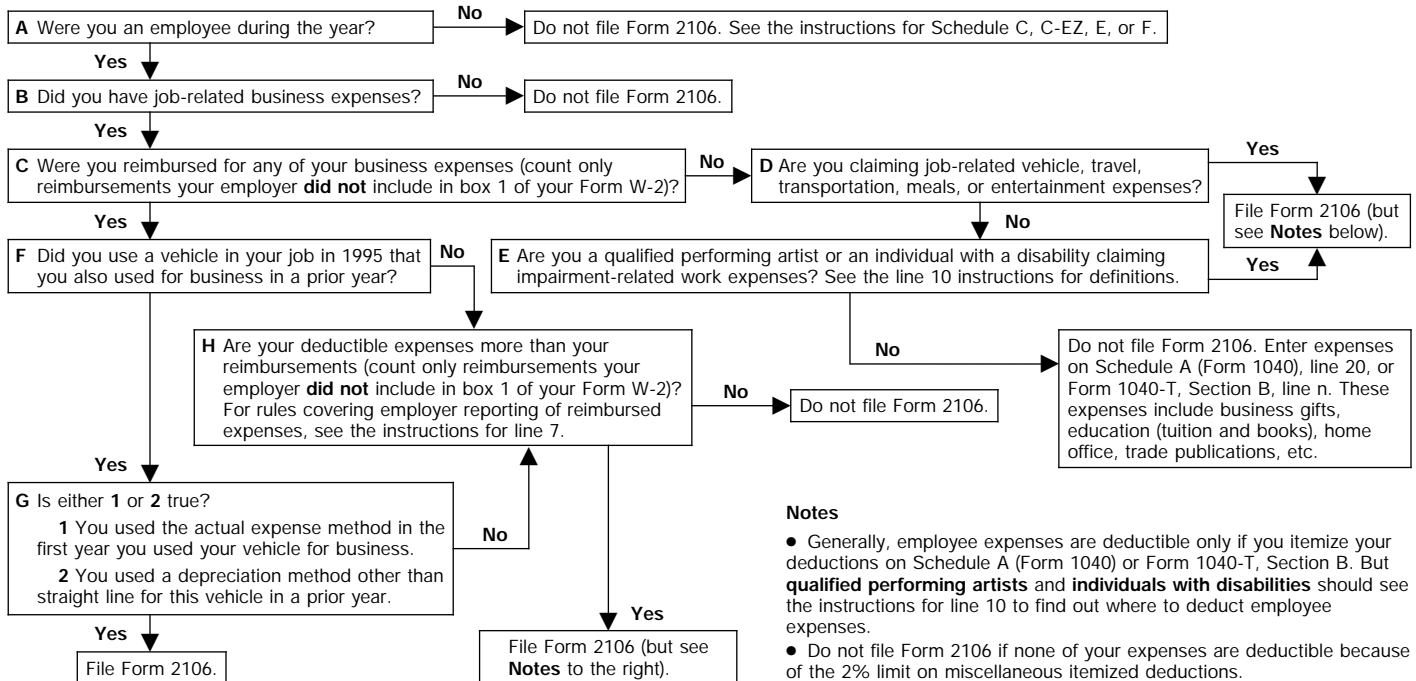 A Were you an employee during the year?
No
Do not file Form 2106. See the instructions for Schedule C, C-EZ, E, or F.
Yes
B Did you have job-related business expenses?
No
Do not file Form 2106.
Yes
C Were you reimbursed for any of your business expenses (count only
reimbursements your employer did not include in box 1 of your Form W-2)?
No
D Are you claiming job-related vehicle, travel,
transportation, meals, or entertainment expenses?
Yes
File Form 2106 (but
see Notes below).
Yes
No
F Did you use a vehicle in your job in 1995 that
you also used for business in a prior year?
No
E Are you a qualified performing artist or an individual with a disability claiming
impairment-related work expenses? See the line 10 instructions for definitions.
Yes
No
Do not file Form 2106. Enter expenses
on Schedule A (Form 1040), line 20, or
Form 1040-T, Section B, line n. These
expenses include business gifts,
education (tuition and books), home
office, trade publications, etc.
H Are your deductible expenses more than your
reimbursements (count only reimbursements your
employer did not include in box 1 of your Form W-2)?
For rules covering employer reporting of reimbursed
expenses, see the instructions for line 7.
No
Do not file Form 2106.
Yes
G Is either 1 or 2 true?
1 You used the actual expense method in the
first year you used your vehicle for business.
2 You used a depreciation method other than
straight line for this vehicle in a prior year.
No
Yes
File Form 2106.
Yes
File Form 2106 (but see
Notes to the right).
Notes
● Generally, employee expenses are deductible only if you itemize your
deductions on Schedule A (Form 1040) or Form 1040-T, Section B. But
qualified performing artists and individuals with disabilities should see
the instructions for line 10 to find out where to deduct employee
expenses.
● Do not file Form 2106 if none of your expenses are deductible because
of the 2% limit on miscellaneous itemized deductions.